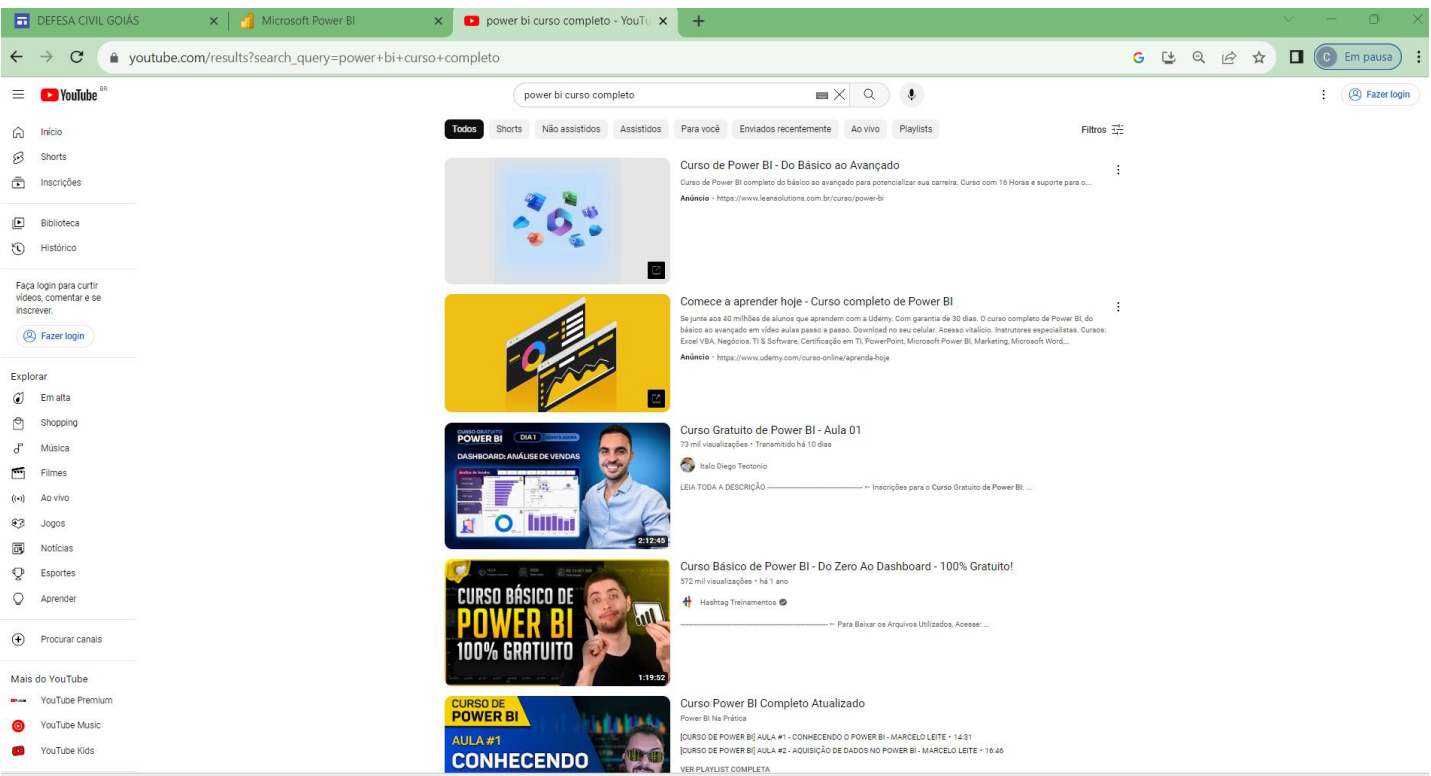 DEFESA CIVIL GOIÁS
Microsoft Power BI
power bi curso completo - YouTu
youtube.com/results?search_query=power+bi+curso+completo
Em pausa
YouTube BR
power bi curso completo
Fazer login
Início
Shorts
Inscrições
Biblioteca
Histórico
Faça login para curtir
vídeos, comentar e se
inscrever.
Fazer login
Explorar
Em alta
Shopping
Música
Filmes
Ao vivo
Jogos
Notícias
Esportes
Aprender
Procurar canais
Mais do YouTube
YouTube Premium
YouTube Music
YouTube Kids
Todos
Shorts
Não assistidos
Assistidos
Para você
Enviados recentemente
Ao vivo
Playlists
Filtros
Curso de Power BI - Do Básico ao Avançado
Curso de Power BI completo do básico ao avançado para potencializar sua carreira. Curso com 16 Horas e suporte para o...
Anúncio · https://www.leansolutions.com.br/curso/power-bi
Comece a aprender hoje - Curso completo de Power BI
Se junte aos 40 milhões de alunos que aprendem com a Udemy. Com garantia de 30 dias. O curso completo de Power BI, do
básico ao avançado em vídeo aulas passo a passo. Download no seu celular. Acesso vitalício. Instrutores especialistas. Cursos:
Excel VBA, Negócios, TI & Software, Certificação em TI, PowerPoint, Microsoft Power BI, Marketing, Microsoft Word,...
Anúncio · https://www.udemy.com/curso-online/aprenda-hoje
CURSO GRATUITO
POWER BI
DIA 1
DASHBOARD: ANÁLISE DE VENDAS
2:12:45
Curso Gratuito de Power BI - Aula 01
73 mil visualizações • Transmitido há 10 dias
Italo Diego Teotonio
LEIA TODA A DESCRIÇÃO ---------- ⇽ Inscrições para o Curso Gratuito de Power BI: ...
CURSO BÁSICO DE
POWER BI
100% GRATUITO
1:19:52
Curso Básico de Power BI - Do Zero Ao Dashboard - 100% Gratuito!
572 mil visualizações • há 1 ano
Hashtag Treinamentos
---------- ⇽ Para Baixar os Arquivos Utilizados, Acesse: ...
CURSO DE
POWER BI
AULA #1
CONHECENDO
Curso Power BI Completo Atualizado
Power BI Na Prática
[CURSO DE POWER BI] AULA #1 - CONHECENDO O POWER BI - MARCELO LEITE • 14:31
[CURSO DE POWER BI] AULA #2 - AQUISIÇÃO DE DADOS NO POWER BI - MARCELO LEITE • 16:46
VER PLAYLIST COMPLETA